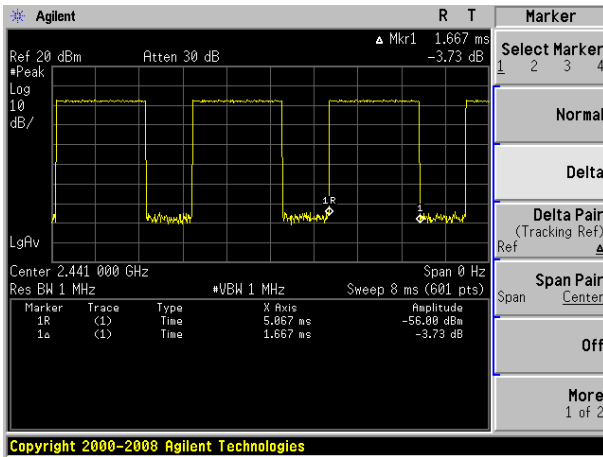 Agilent R T
Δ Mkr1 1.667 ms
Ref 20 dBm Atten 30 dB -3.73 dB
#Peak
Log
10
dB/
1R
1
LgAv
Center 2.441 000 GHz Span 0 Hz
Res BW 1 MHz #VBW 1 MHz Sweep 8 ms (601 pts)
Marker Trace Type X Axis Amplitude
1R (1) Time 5.067 ms -56.00 dBm
1Δ (1) Time 1.667 ms -3.73 dB
Copyright 2000-2008 Agilent Technologies
Marker
Select Marker
1 2 3 4
Normal
Delta
Delta Pair
(Tracking Ref)
Ref Δ
Span Pair
Span Center
Off
More
1 of 2